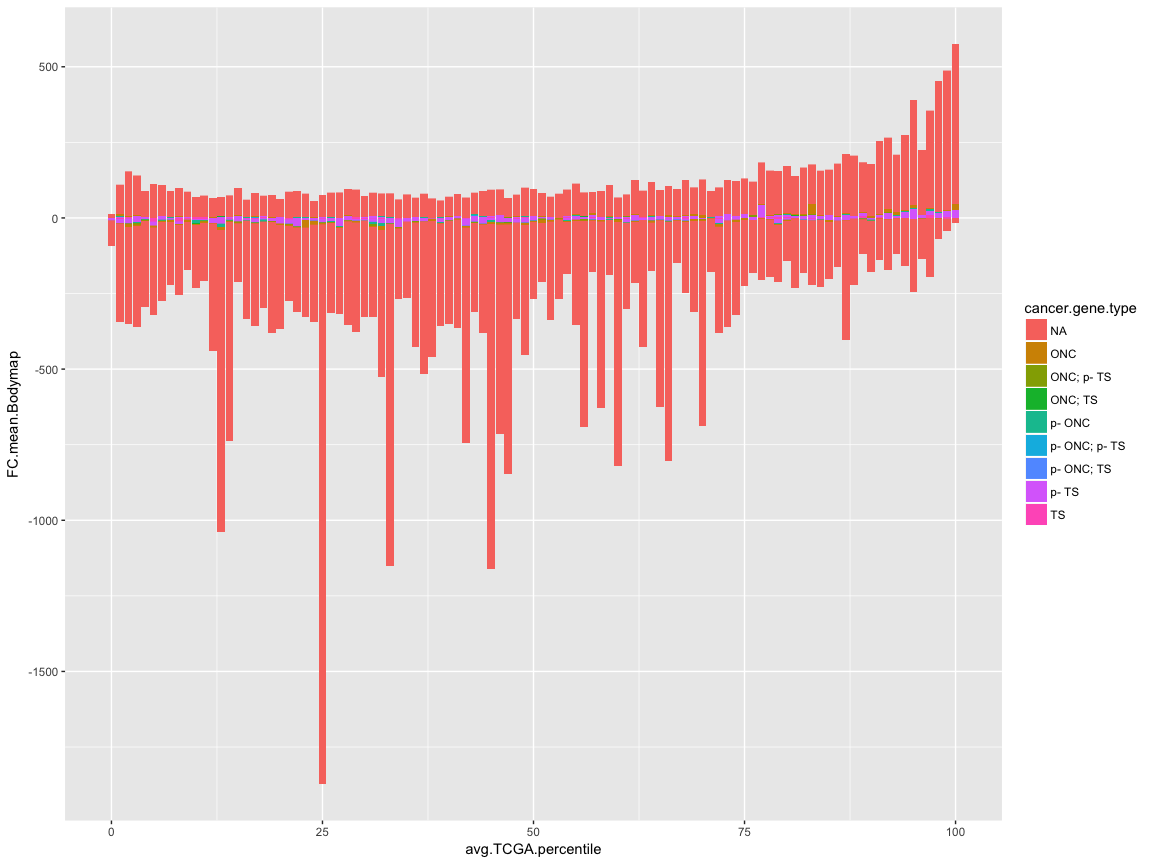 500
0
-500
-1000
-1500
FC.mean.Bodymap
0 25 50 75 100
avg.TCGA.percentile
cancer.gene.type
NA
ONC
ONC; p- TS
ONC; TS
p- ONC
p- ONC; p- TS
p- ONC; TS
p- TS
TS